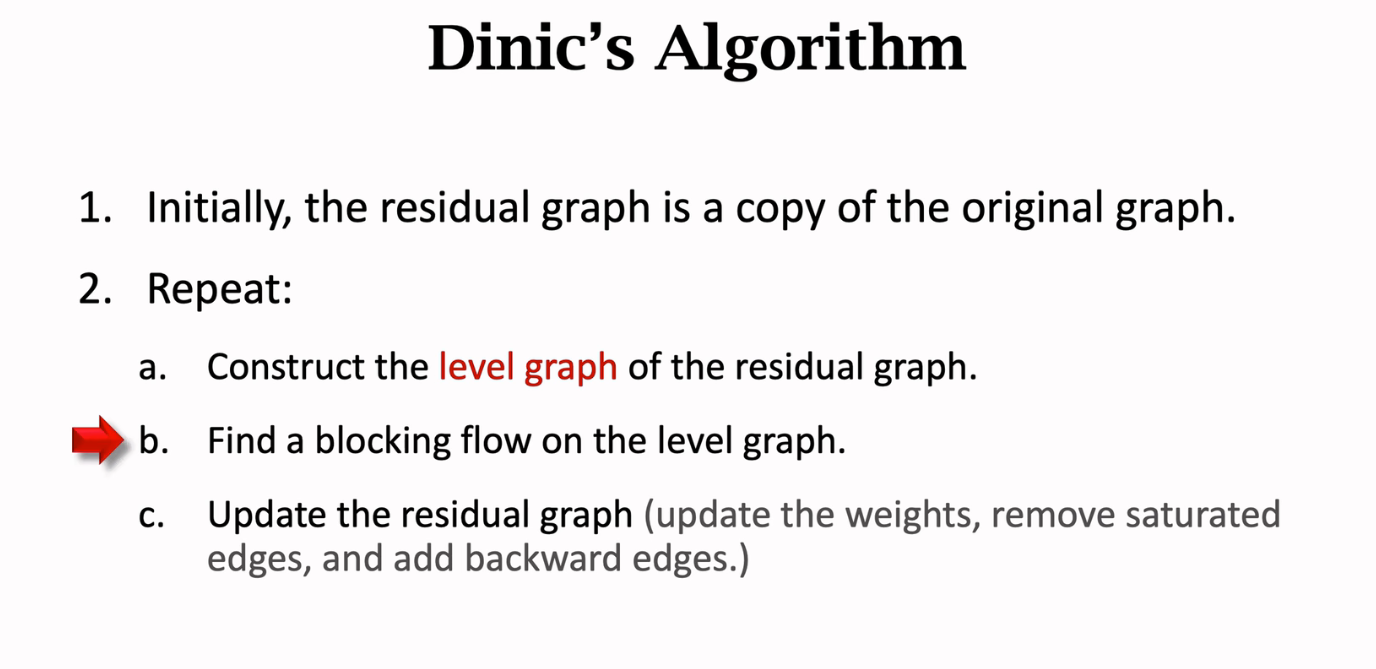 Dinic’s Algorithm
1. Initially, the residual graph is a copy of the original graph.
2. Repeat:
a. Construct the level graph of the residual graph.
b. Find a blocking flow on the level graph.
c. Update the residual graph (update the weights, remove saturated
edges, and add backward edges.)